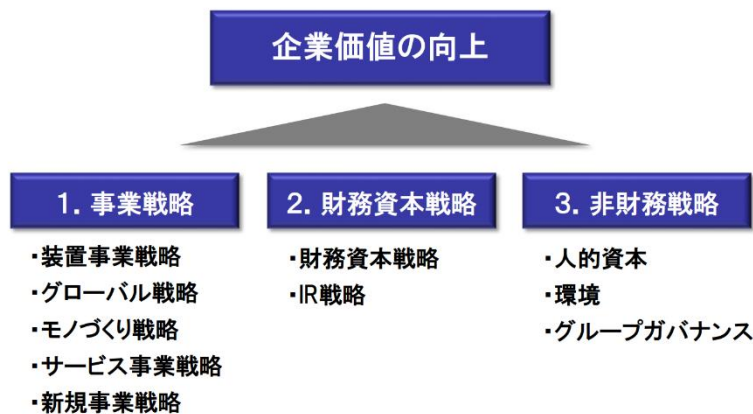 企業価値の向上
1. 事業戦略
・装置事業戦略
・グローバル戦略
・モノづくり戦略
・サービス事業戦略
・新規事業戦略
2. 財務資本戦略
・財務資本戦略
・IR戦略
3. 非財務戦略
・人的資本
・環境
・グループガバナンス